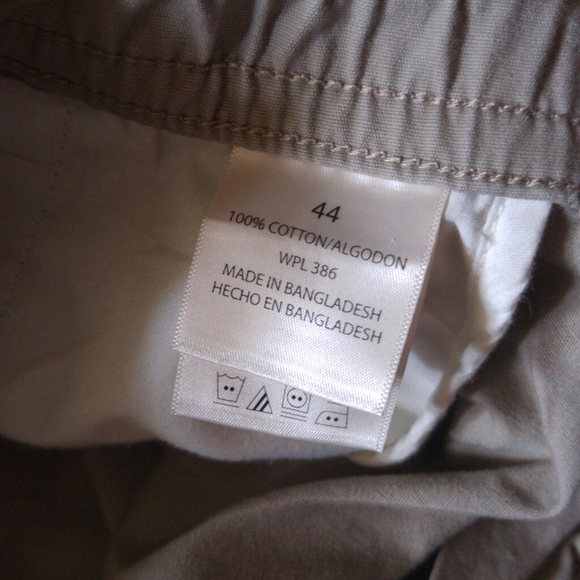 44
100% COTTON/ALGODON
WPL 386
MADE IN BANGLADESH
HECHO EN BANGLADESH